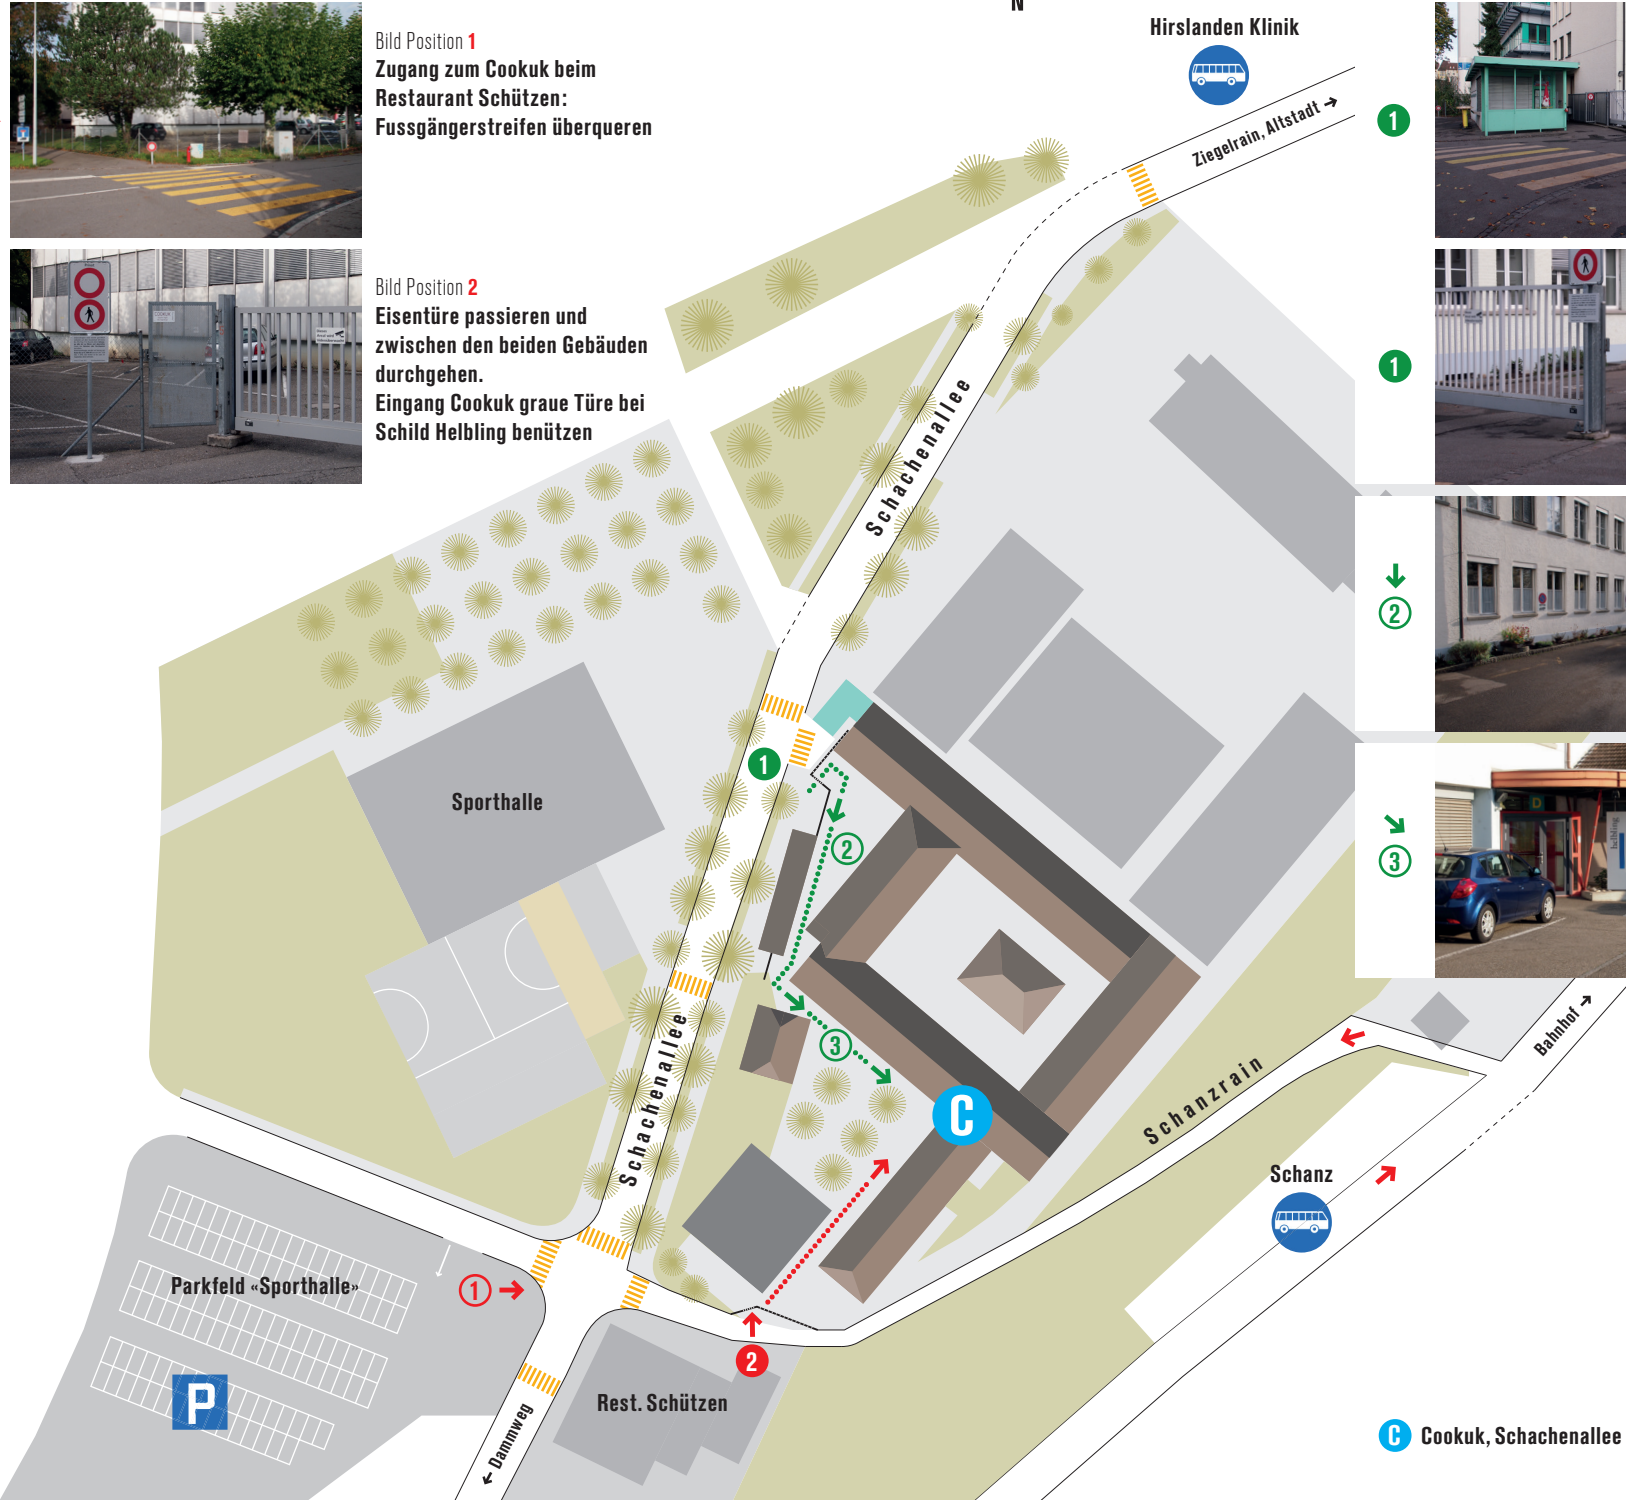 N
Bild Position 1
Zugang zum Cookuk beim
Restaurant Schützen:
Fussgängerstreifen überqueren
Bild Position 2
Eisentüre passieren und
zwischen den beiden Gebäuden
durchgehen.
Eingang Cookuk graue Türe bei
Schild Helbling benützen
Hirslanden Klinik
Ziegelrain, Altstadt →
1
1
↓
2
↘
3
D
helbling
Schachenallee
Sporthalle
1
2
3
C
Schachenallee
Schanzrain
Bahnhof →
Schanz
Parkfeld «Sporthalle»
1 →
P
2
Rest. Schützen
← Dammweg
C Cookuk, Schachenallee